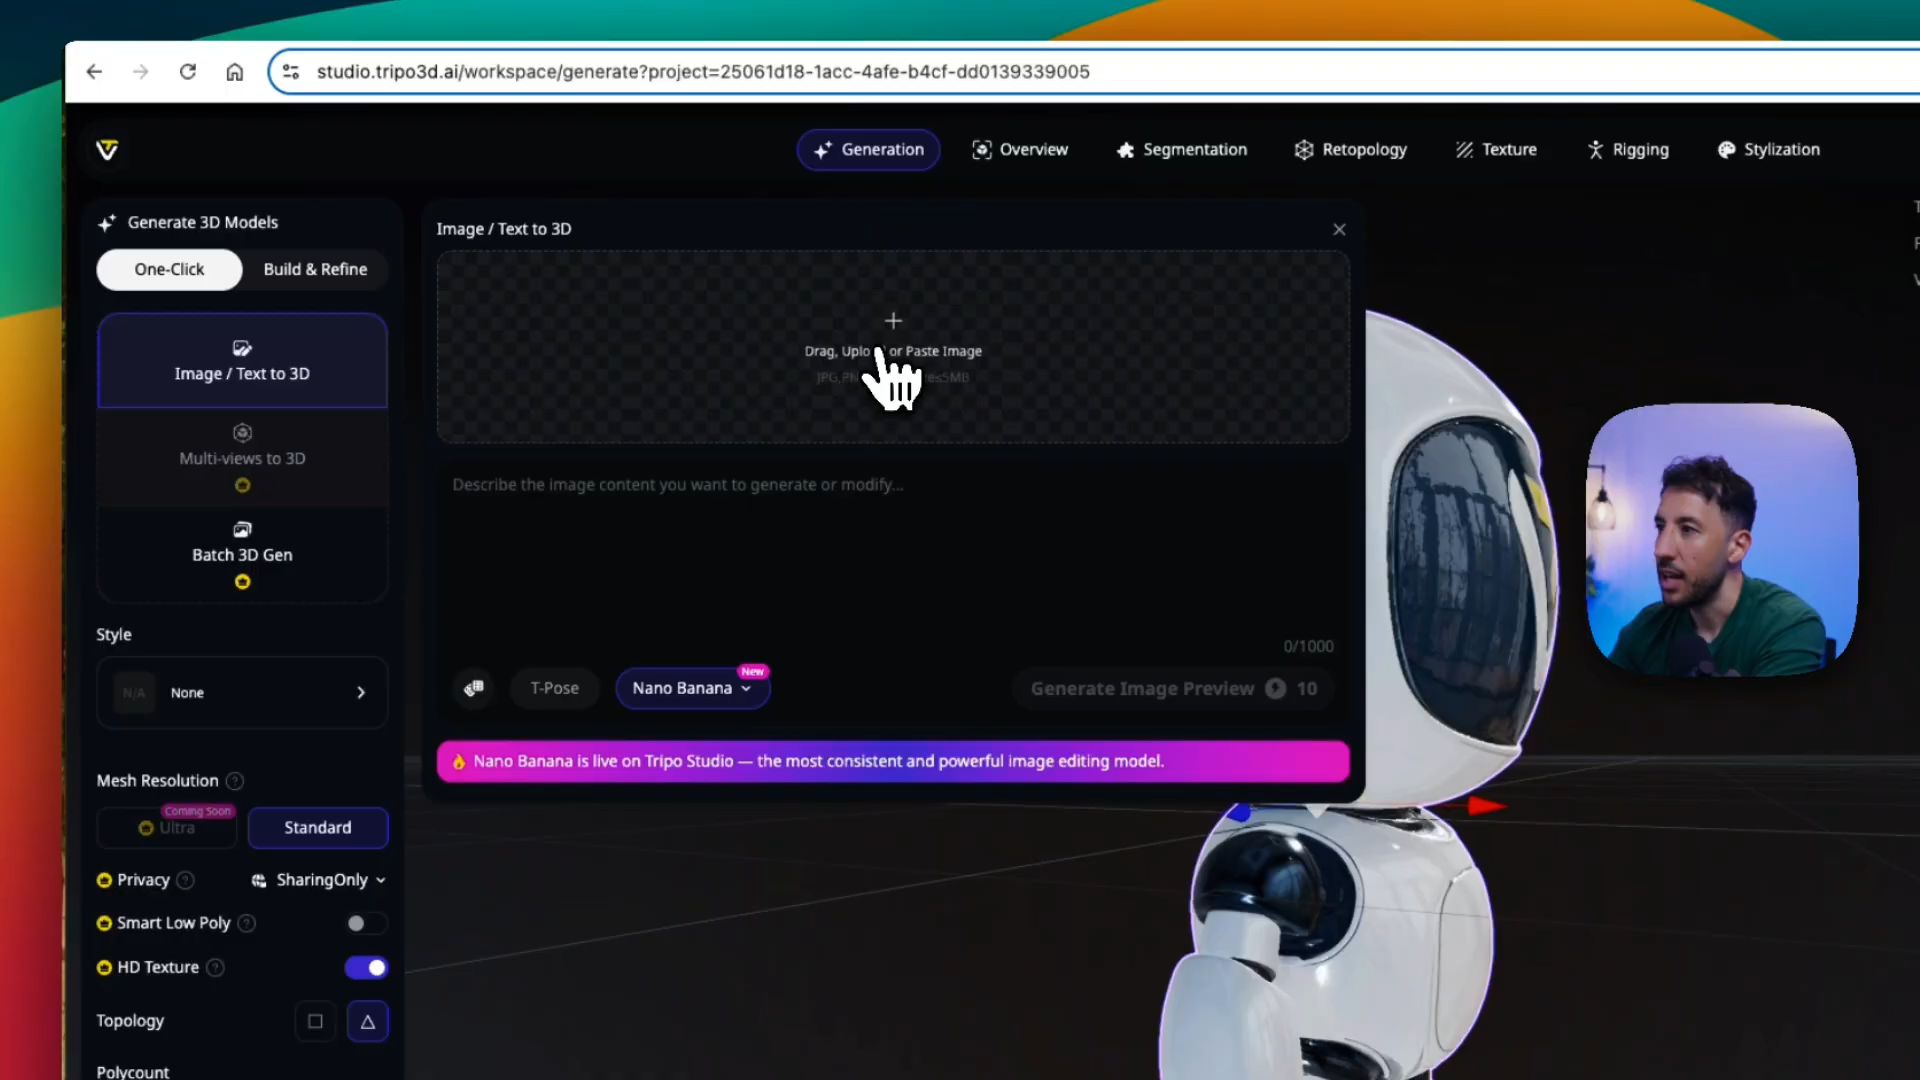 studio.tripo3d.ai/workspace/generate?project=25061d18-1acc-4afe-b4cf-dd0139339005
Generation
Overview
Segmentation
Retopology
Texture
Rigging
Stylization
Generate 3D Models
One-Click
Build & Refine
Image / Text to 3D
Multi-views to 3D
Batch 3D Gen
Style
N/A
None
Mesh Resolution ?
Coming Soon
Ultra
Standard
Privacy ?
SharingOnly
Smart Low Poly ?
HD Texture ?
Topology
Polycount
Image / Text to 3D
Drag, Upload or Paste Image
Describe the image content you want to generate or modify...
0/1000
T-Pose
Nano Banana
New
Generate Image Preview 10
Nano Banana is live on Tripo Studio — the most consistent and powerful image editing model.